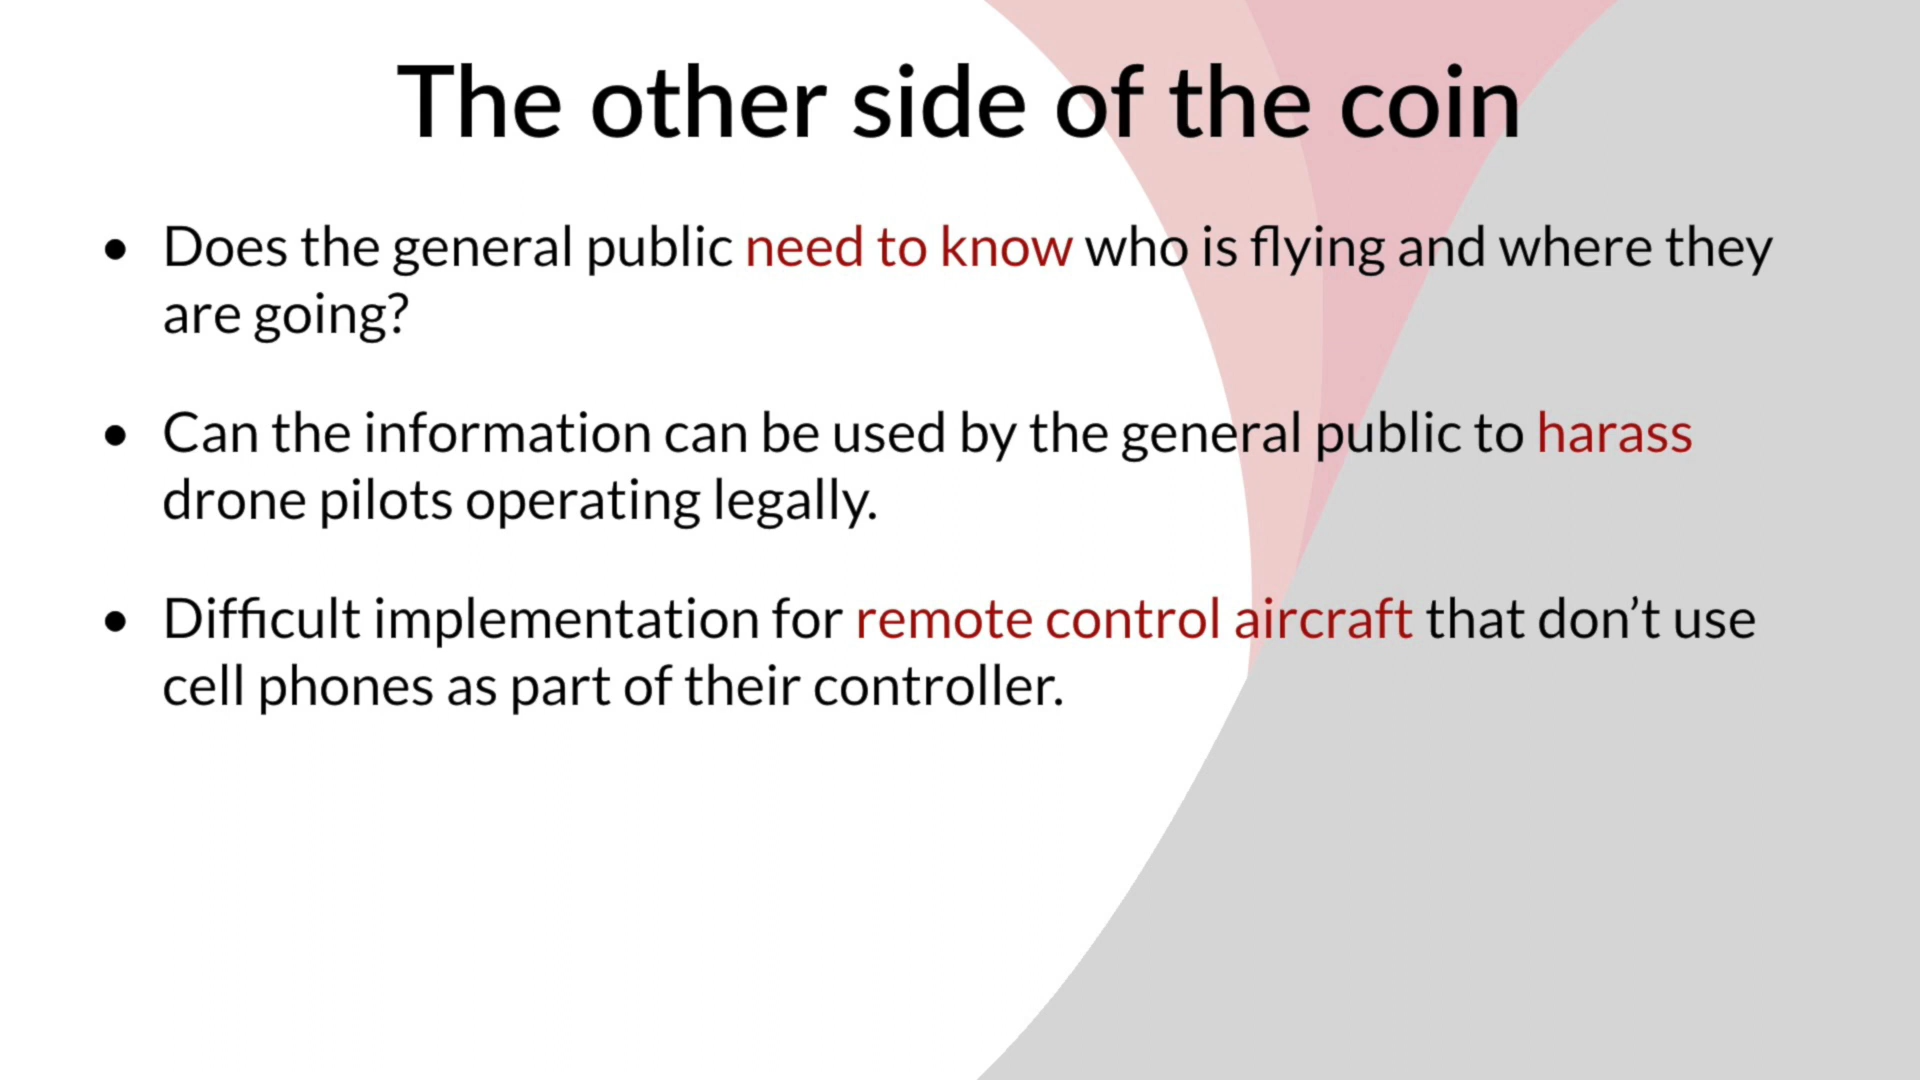 The other side of the coin
• Does the general public need to know who is flying and where they
are going?
• Can the information can be used by the general public to harass
drone pilots operating legally.
• Difficult implementation for remote control aircraft that don’t use
cell phones as part of their controller.